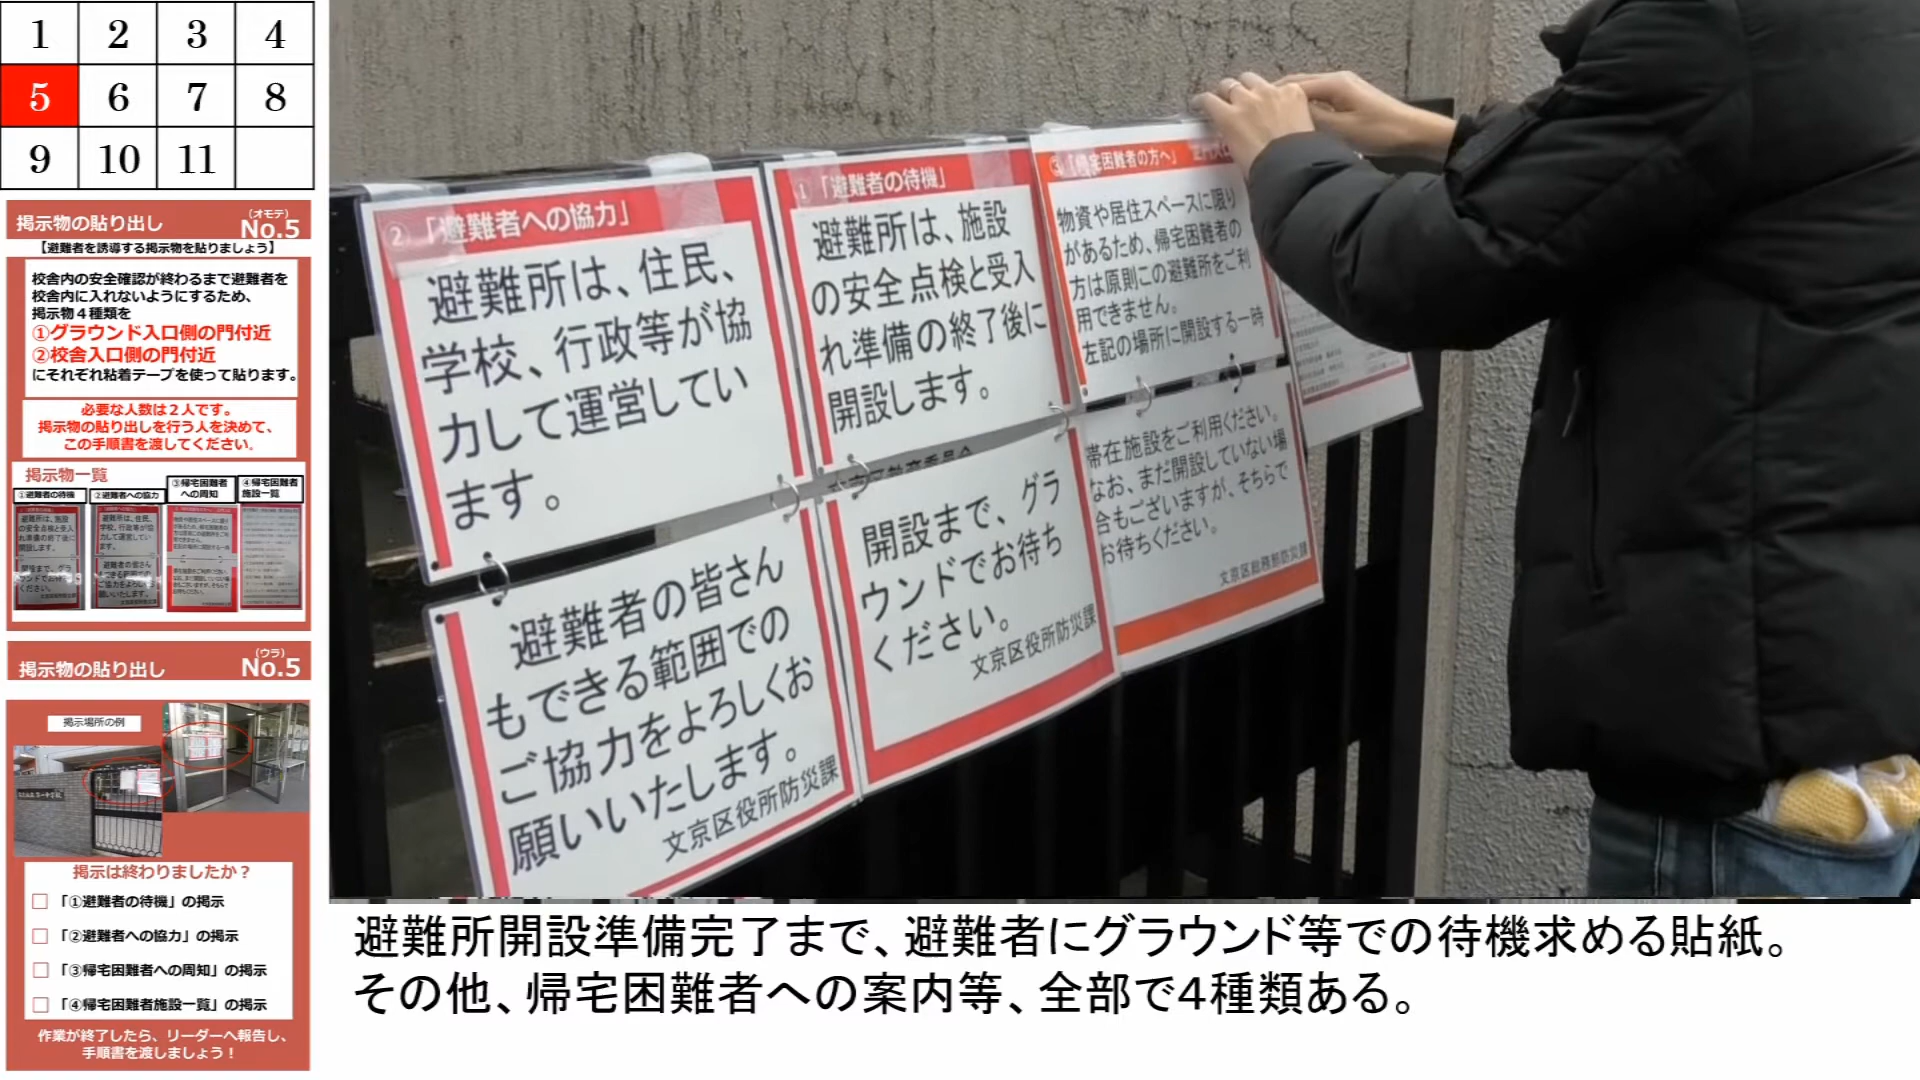 1 2 3 4
5 6 7 8
9 10 11
掲示物の貼り出し
(オモテ)
No.5
【避難者を誘導する掲示物を貼りましょう】
校舎内の安全確認が終わるまで避難者を
校舎内に入れないようにするため、
掲示物４種類を
①グラウンド入口側の門付近
②校舎入口側の門付近
にそれぞれ粘着テープを使って貼ります。
必要な人数は２人です。
掲示物の貼り出しを行う人を決めて、
この手順書を渡してください。
掲示物一覧
①避難者の待機
②避難者への協力
③帰宅困難者
への周知
④帰宅困難者
施設一覧
掲示物の貼り出し
(ウラ)
No.5
掲示場所の例
掲示は終わりましたか？
□ 「①避難者の待機」の掲示
□ 「②避難者への協力」の掲示
□ 「③帰宅困難者への周知」の掲示
□ 「④帰宅困難者施設一覧」の掲示
作業が終了したら、リーダーへ報告し、
手順書を渡しましょう！
②「避難者への協力」
避難所は、住民、
学校、行政等が協
力して運営してい
ます。
避難者の皆さん
もできる範囲での
ご協力をよろしくお
願いいたします。
文京区役所防災課
①「避難者の待機」
避難所は、施設
の安全点検と受入
れ準備の終了後に
開設します。
開設まで、グラ
ウンドでお待ち
ください。
文京区役所防災課
③「帰宅困難者の方へ」
物資や居住スペースに限り
があるため、帰宅困難者の
方は原則この避難所をご利
用できません。
左記の場所に開設する一時
滞在施設をご利用ください。
なお、まだ開設していない場
合もございますが、そちらで
お待ちください。
文京区総務部防災課
避難所開設準備完了まで、避難者にグラウンド等での待機求める貼紙。
その他、帰宅困難者への案内等、全部で４種類ある。